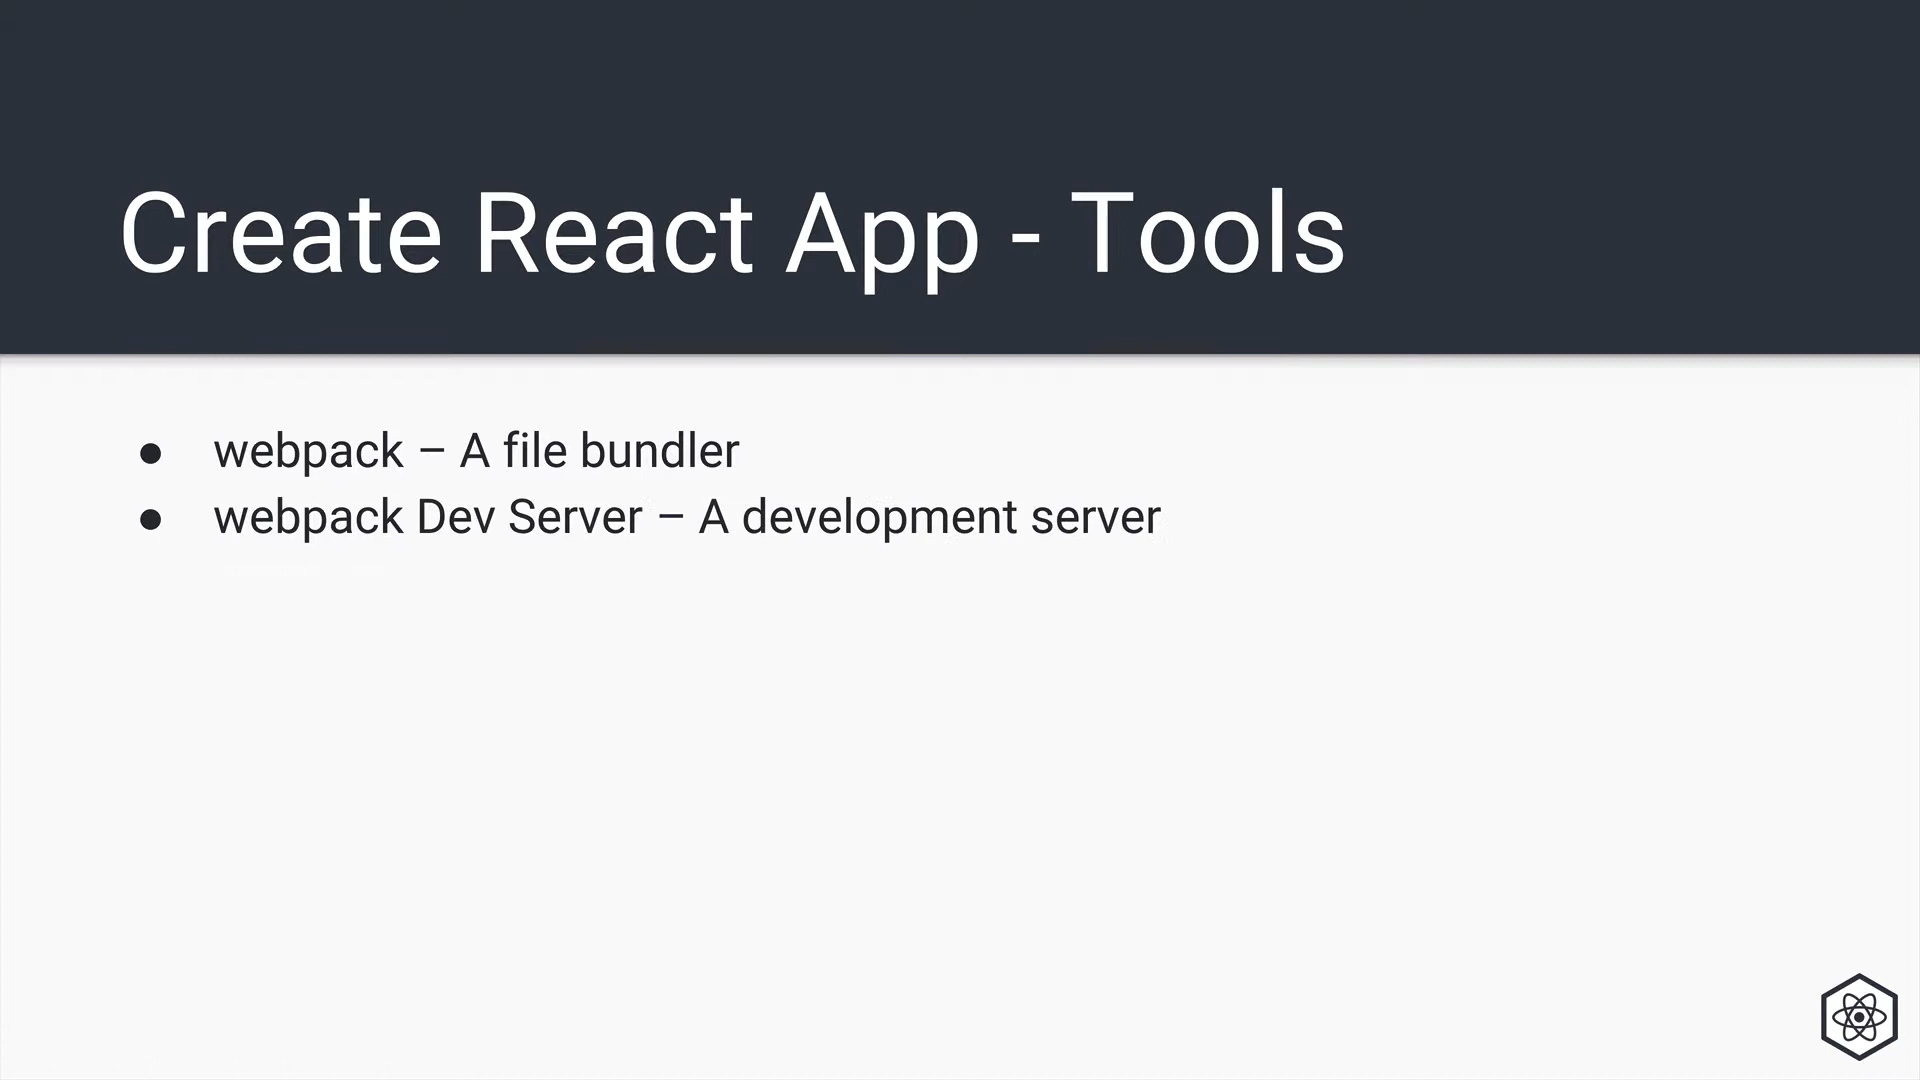 Create React App - Tools
● webpack – A file bundler
● webpack Dev Server – A development server